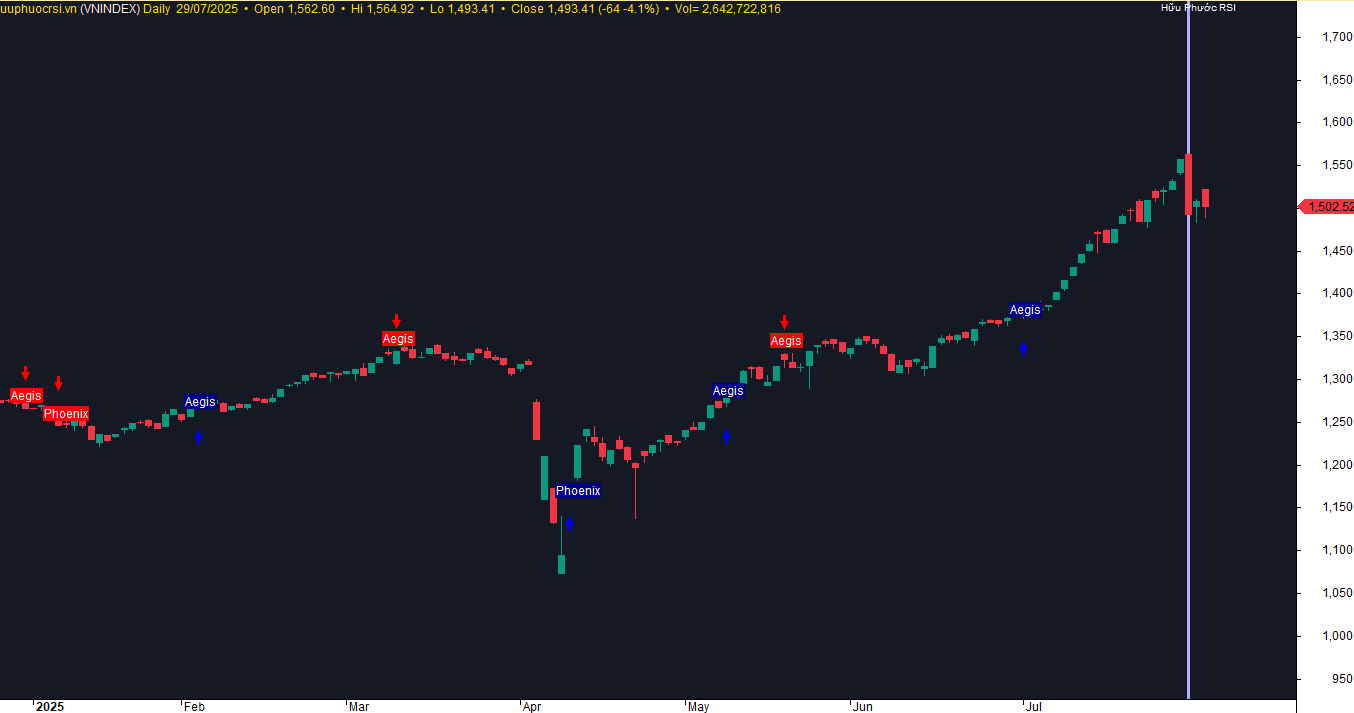 uuphuocrsi.vn (VNINDEX) Daily 29/07/2025 • Open 1,562.60 • Hi 1,564.92 • Lo 1,493.41 • Close 1,493.41 (-64 -4.1%) • Vol= 2,642,722,816
Hữu Phước RSI
1,700
1,650
1,600
1,550
1,502.52
1,450
1,400
1,350
1,300
1,250
1,200
1,150
1,100
1,050
1,000
950
Aegis
Phoenix
Aegis
Aegis
Phoenix
Aegis
Aegis
Aegis
2025 Feb Mar Apr May Jun Jul